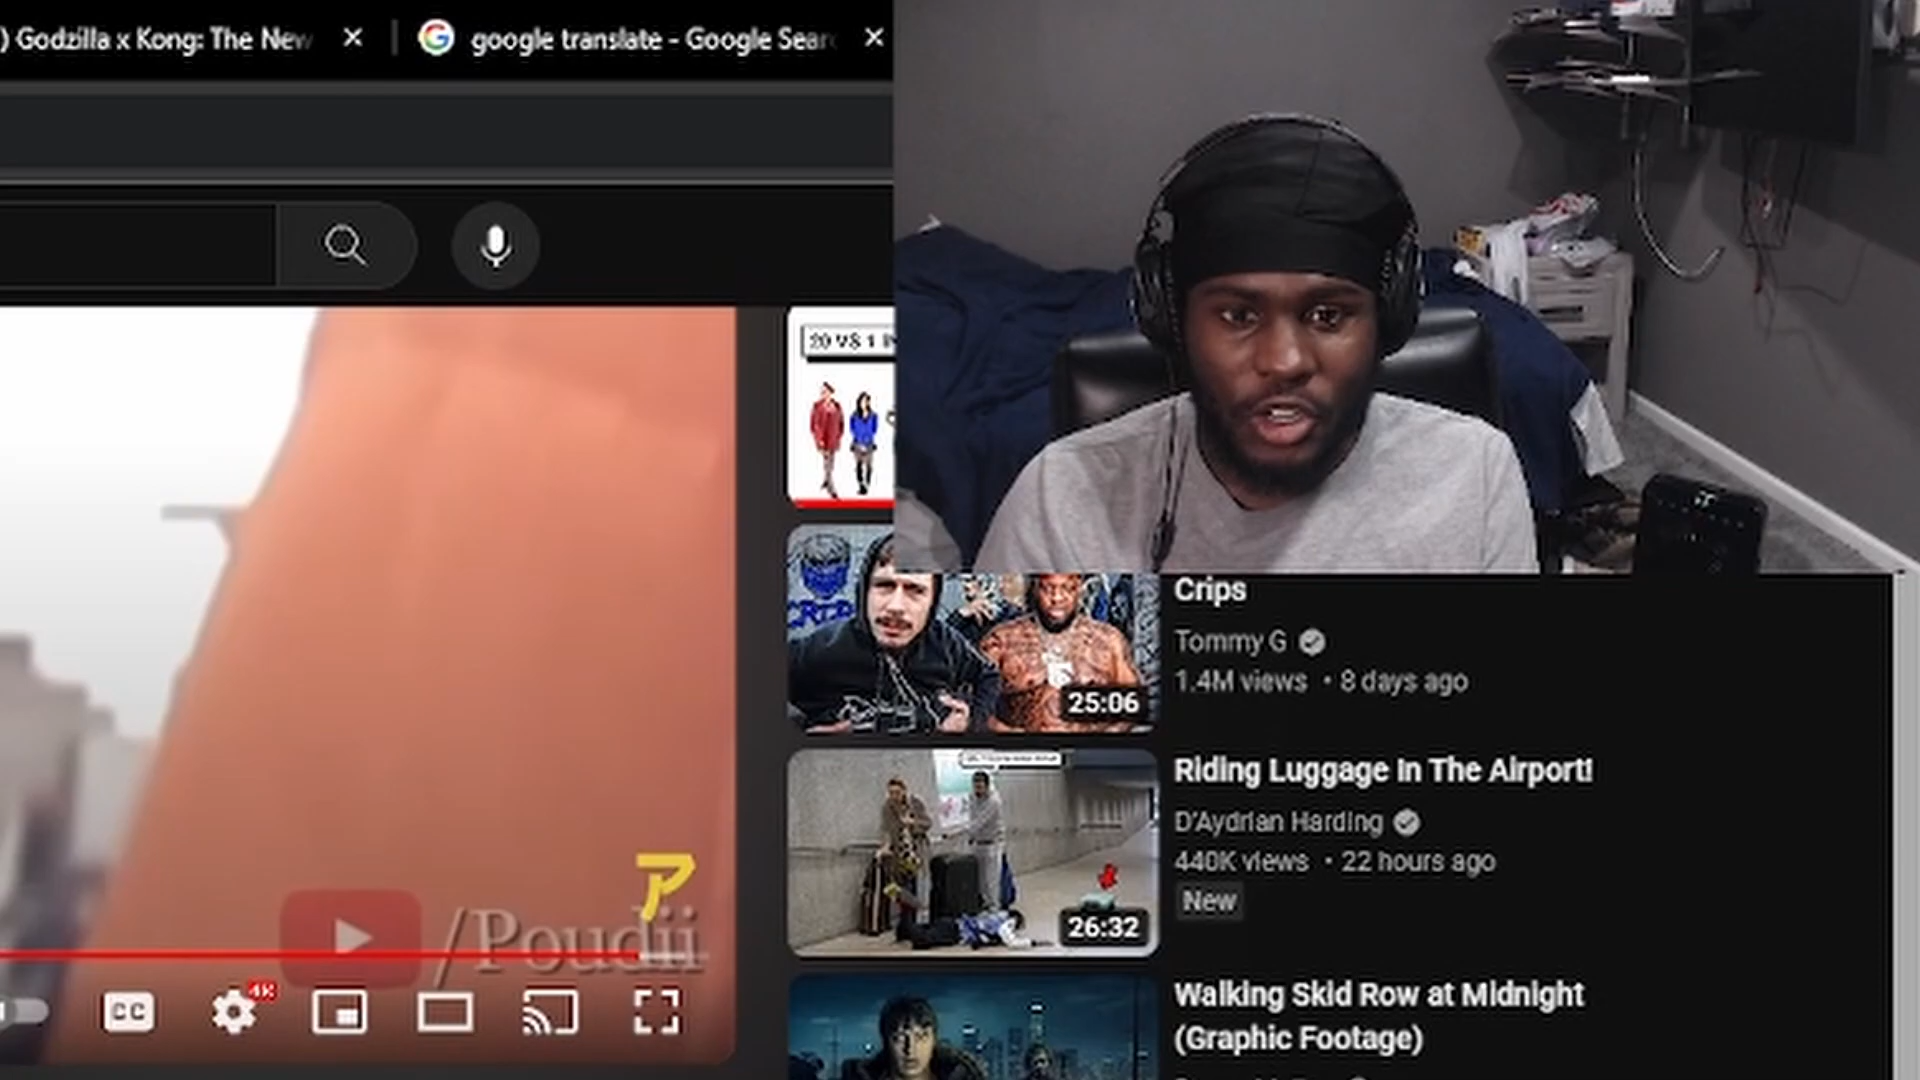 ) Godzilla x Kong: The New
google translate - Google Sear
20 VS 1
Crips
Tommy G
1.4M views • 8 days ago
25:06
Riding Luggage In The Airport!
D'Aydrian Harding
440K views • 22 hours ago
New
26:32
/Poudii
CC
4K
Walking Skid Row at Midnight
(Graphic Footage)